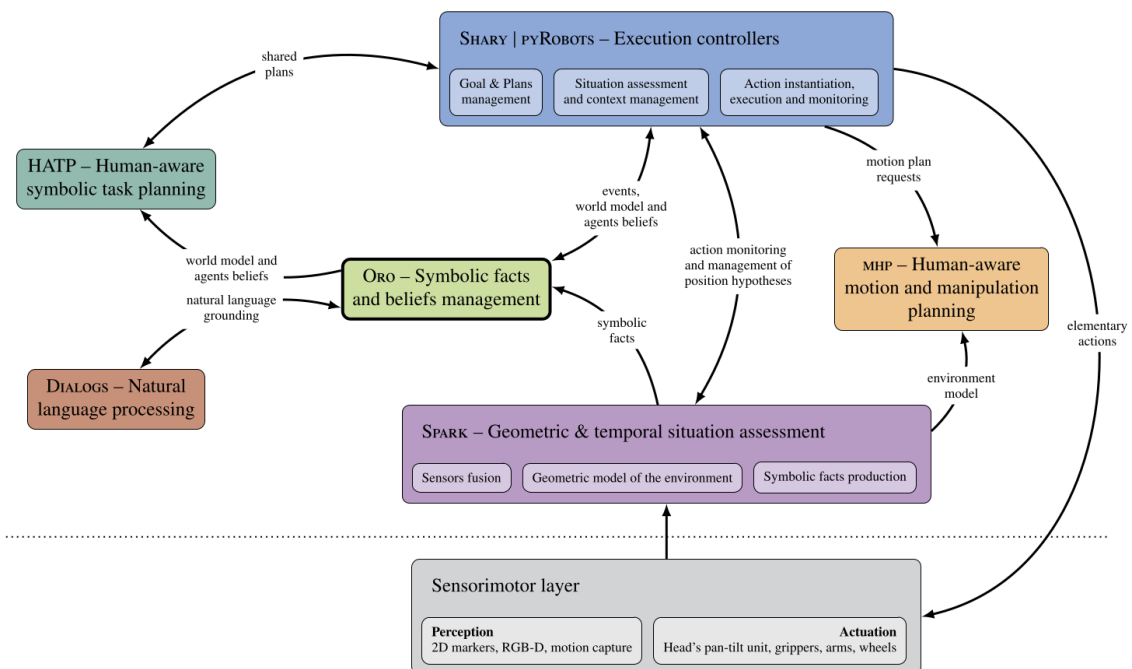 SHARY | PYROBOTS – Execution controllers
Goal & Plans
management
Situation assessment
and context management
Action instantiation,
execution and monitoring
shared
plans
HATP – Human-aware
symbolic task planning
motion plan
requests
events,
world model and
agents beliefs
action monitoring
and management of
position hypotheses
world model and
agents beliefs
ORO – Symbolic facts
and beliefs management
MHP – Human-aware
motion and manipulation
planning
natural language
grounding
symbolic
facts
elementary
actions
DIALOGS – Natural
language processing
environment
model
SPARK – Geometric & temporal situation assessment
Sensors fusion
Geometric model of the environment
Symbolic facts production
Sensorimotor layer
Perception
2D markers, RGB-D, motion capture
Actuation
Head's pan-tilt unit, grippers, arms, wheels